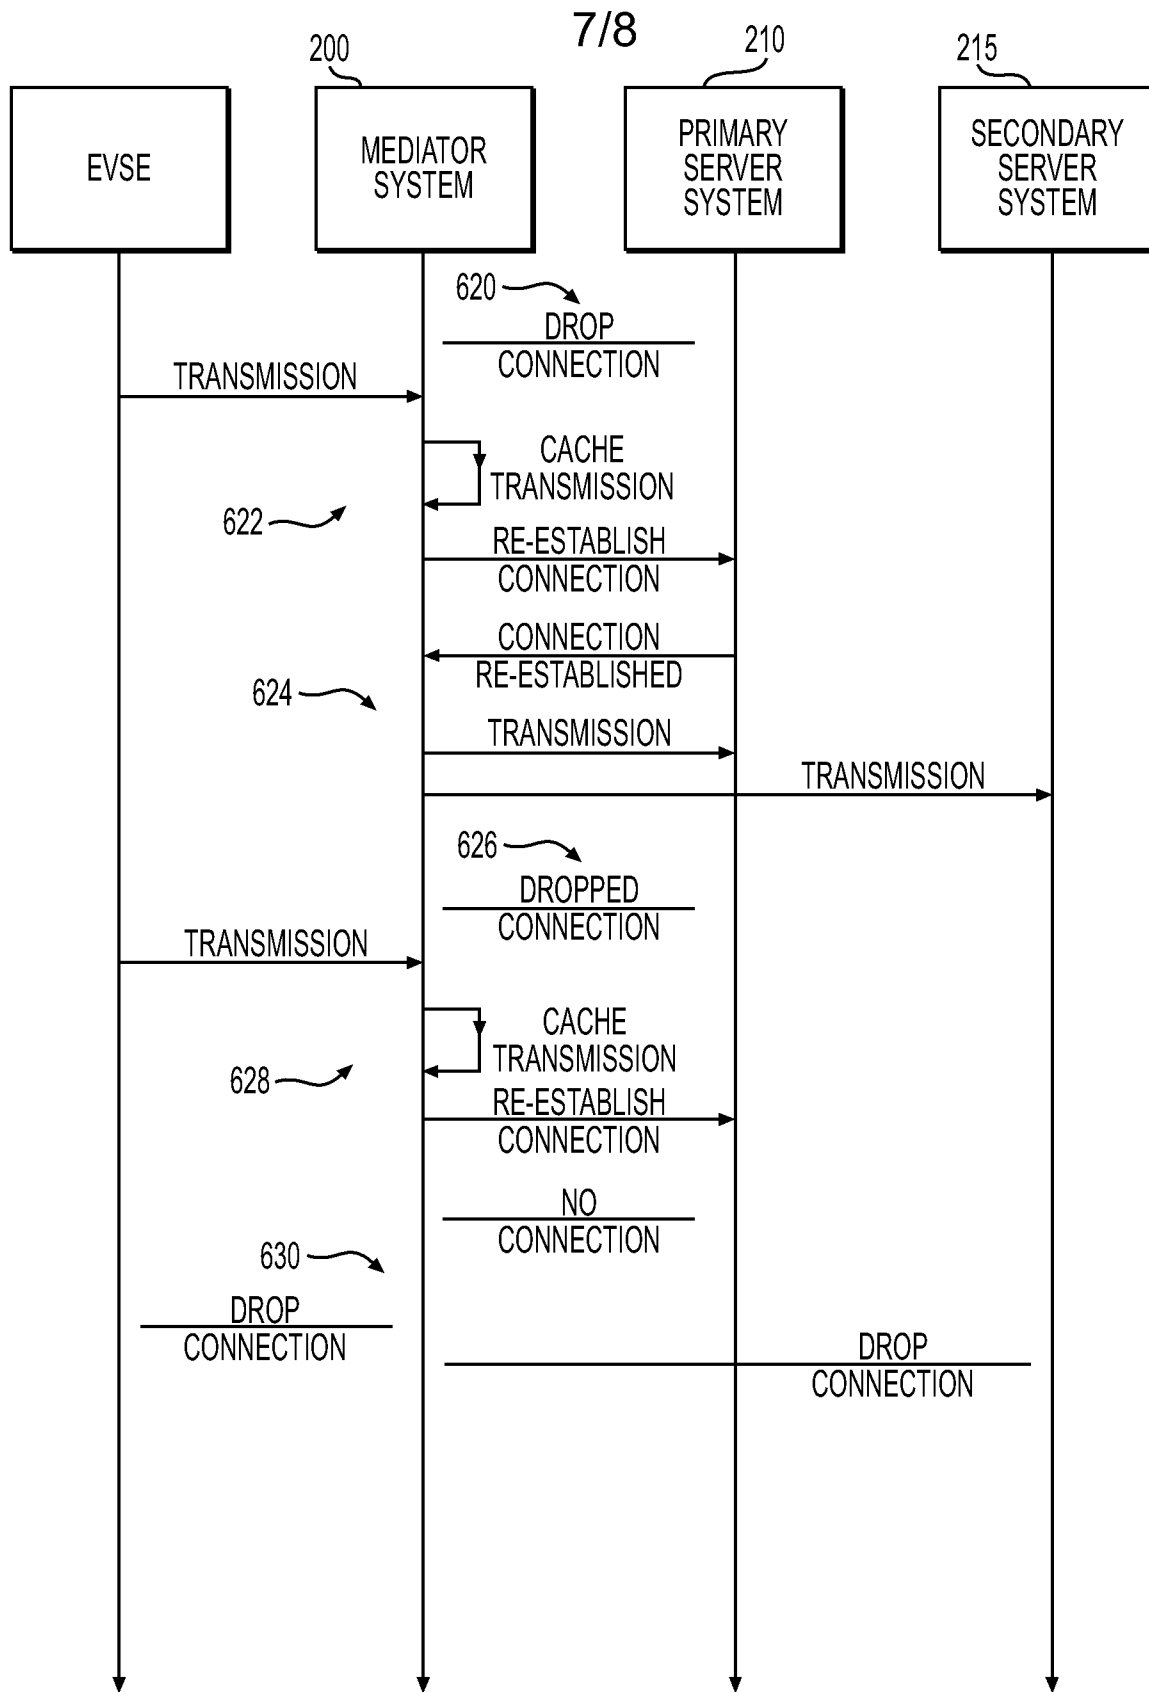 7/8
200
210
215
EVSE
MEDIATOR
SYSTEM
PRIMARY
SERVER
SYSTEM
SECONDARY
SERVER
SYSTEM
620
DROP
CONNECTION
TRANSMISSION
CACHE
TRANSMISSION
622
RE-ESTABLISH
CONNECTION
CONNECTION
RE-ESTABLISHED
624
TRANSMISSION
TRANSMISSION
626
DROPPED
CONNECTION
TRANSMISSION
CACHE
TRANSMISSION
628
RE-ESTABLISH
CONNECTION
NO
CONNECTION
630
DROP
CONNECTION
DROP
CONNECTION